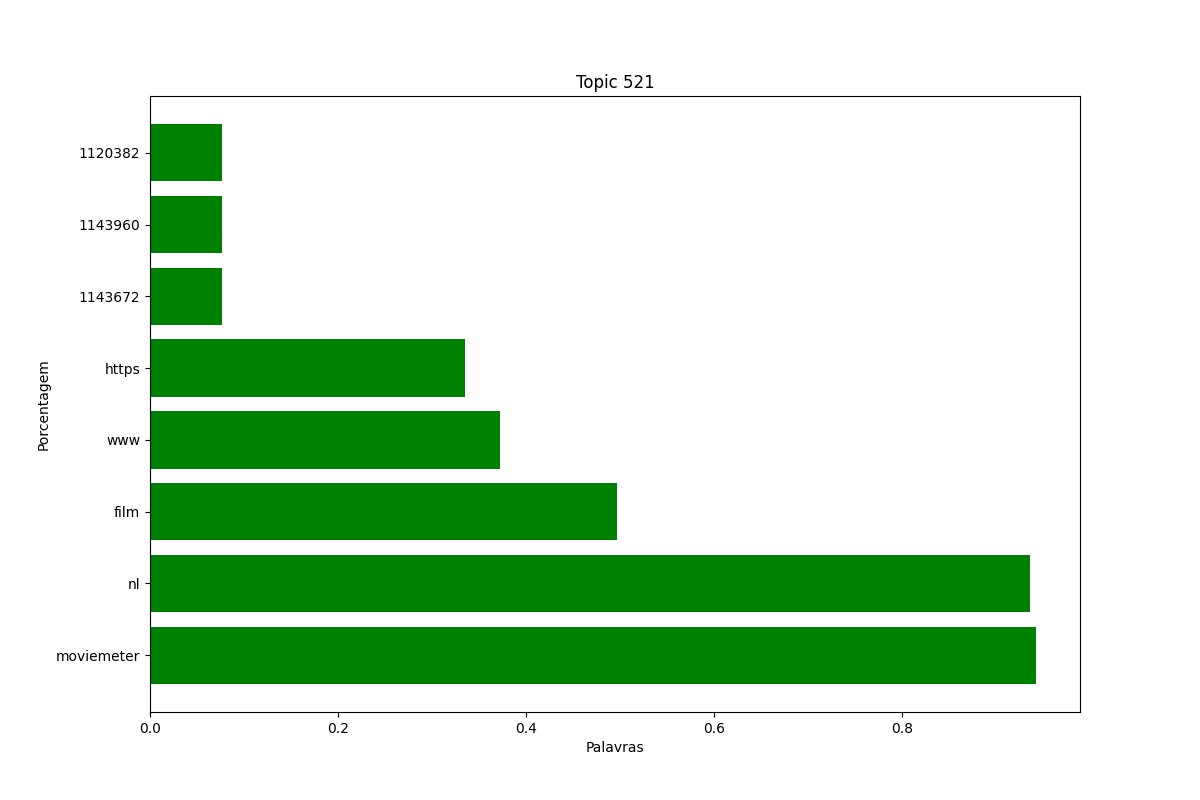 Topic 521
1120382
1143960
1143672
https
www
film
nl
moviemeter
Porcentagem
0.0 0.2 0.4 0.6 0.8
Palavras